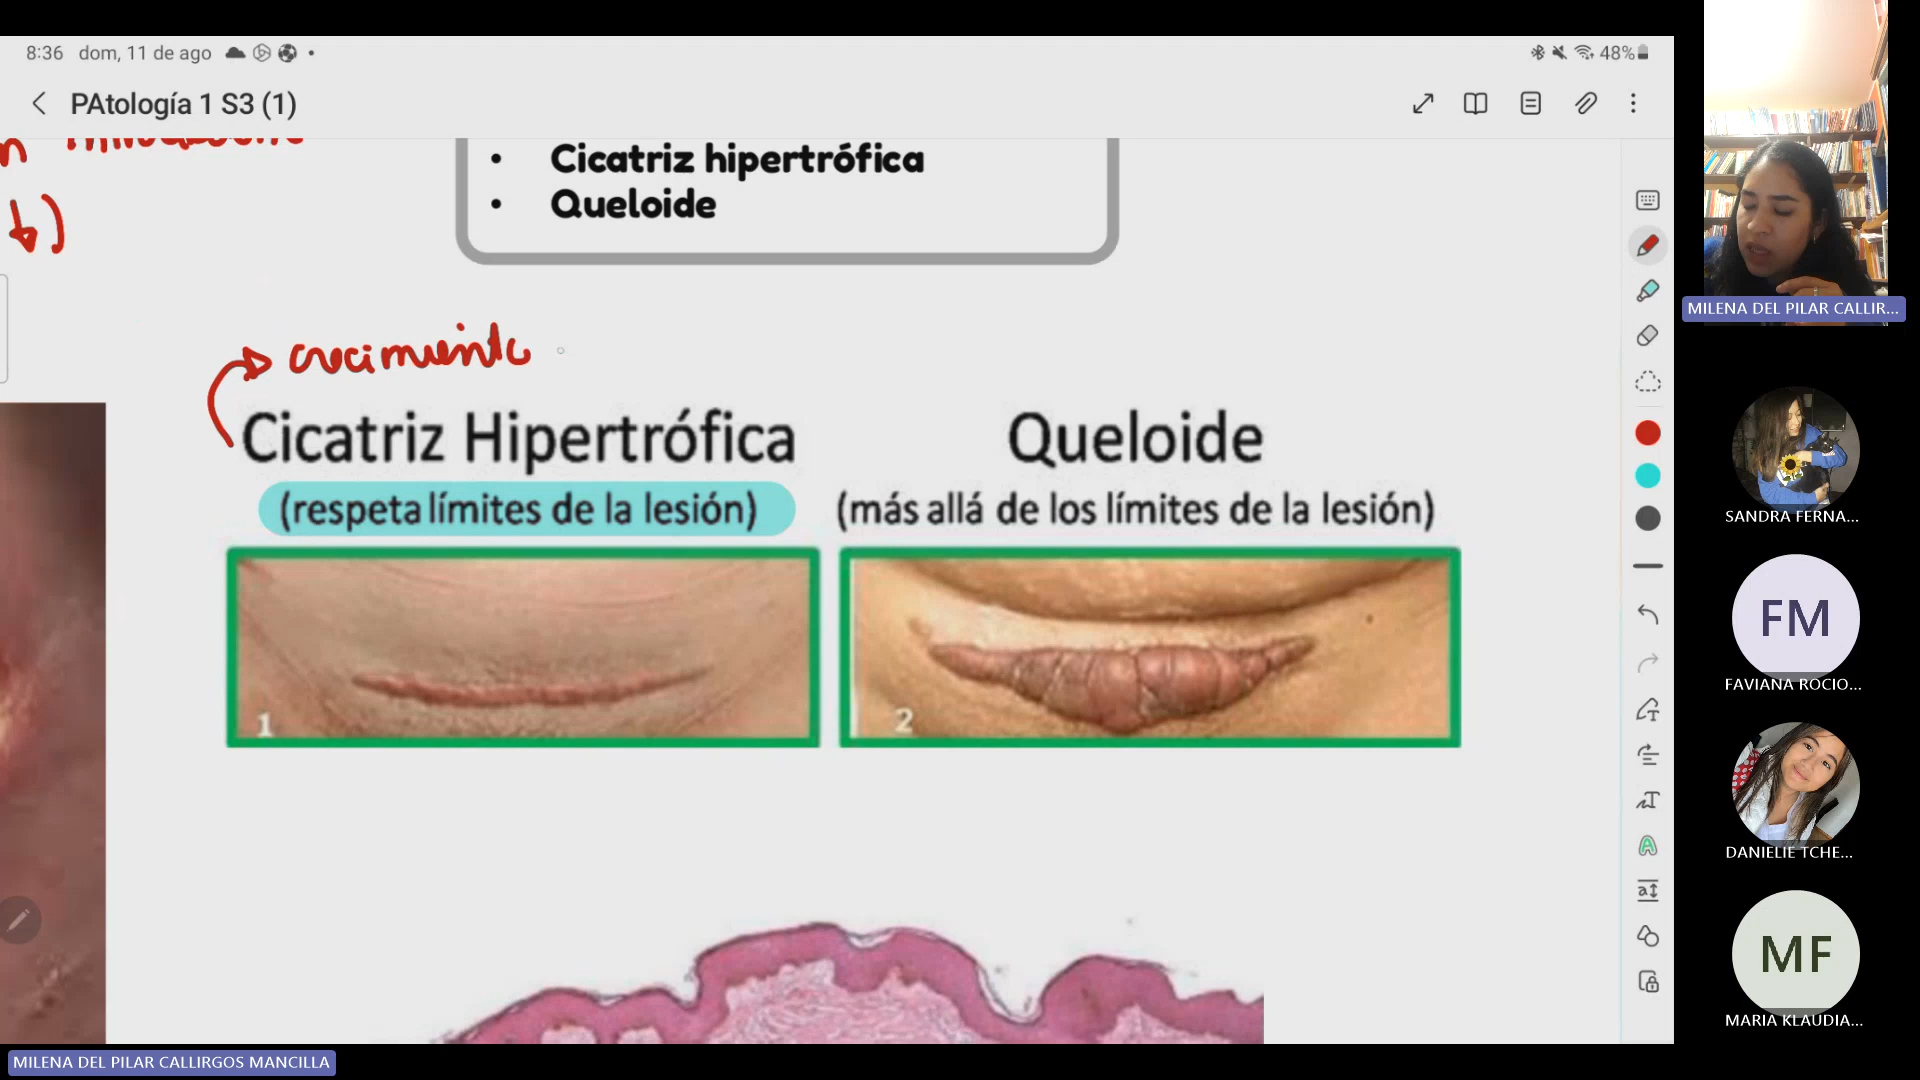 8:36 dom, 11 de ago
48%
PAtología 1 S3 (1)
b)
• Cicatriz hipertrófica
• Queloide
crecimiento
Cicatriz Hipertrófica
(respeta límites de la lesión)
1
Queloide
(más allá de los límites de la lesión)
2
MILENA DEL PILAR CALLIR...
SANDRA FERNA...
FM
FAVIANA ROCIO...
DANIELIE TCHE...
MF
MARIA KLAUDIA...
MILENA DEL PILAR CALLIRGOS MANCILLA